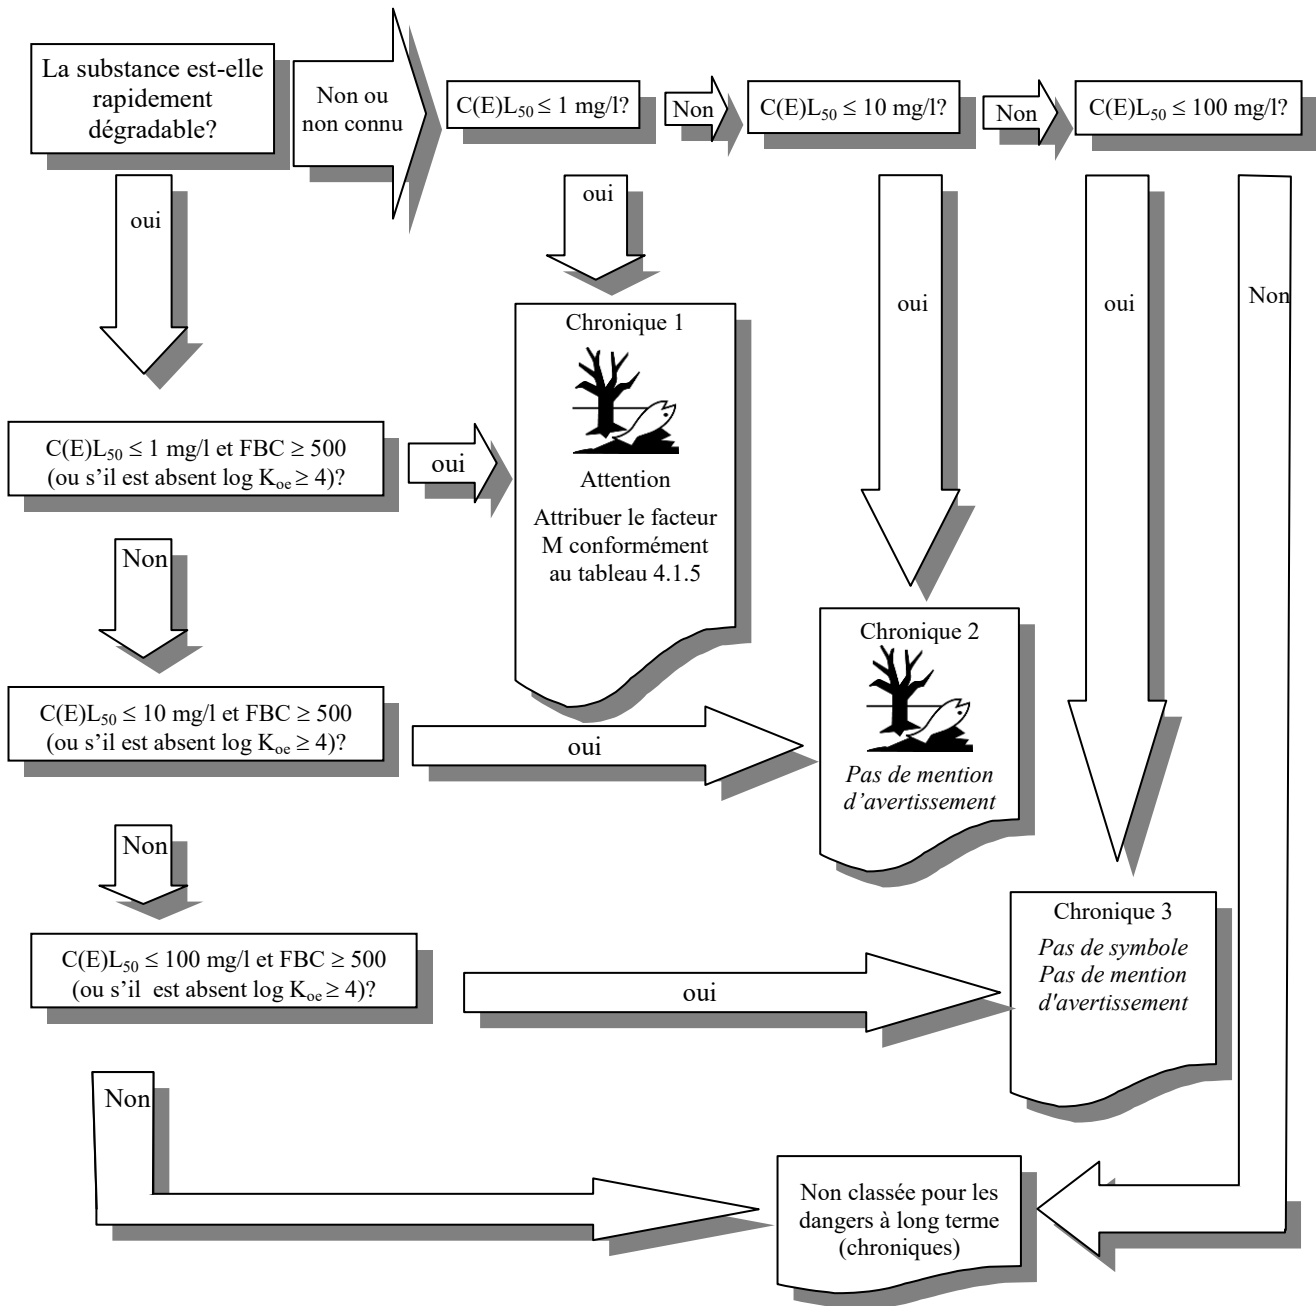 La substance est-elle
rapidement
dégradable?
Non ou
non connu
C(E)L50 ≤ 1 mg/l?
Non
C(E)L50 ≤ 10 mg/l?
Non
C(E)L50 ≤ 100 mg/l?
oui
oui
oui
oui
Non
Chronique 1
Attention
Attribuer le facteur
M conformément
au tableau 4.1.5
C(E)L50 ≤ 1 mg/l et FBC ≥ 500
(ou s’il est absent log Koe ≥ 4)?
oui
Non
Chronique 2
Pas de mention
d’avertissement
C(E)L50 ≤ 10 mg/l et FBC ≥ 500
(ou s’il est absent log Koe ≥ 4)?
oui
Non
Chronique 3
Pas de symbole
Pas de mention
d'avertissement
C(E)L50 ≤ 100 mg/l et FBC ≥ 500
(ou s’il est absent log Koe ≥ 4)?
oui
Non
Non classée pour les
dangers à long terme
(chroniques)